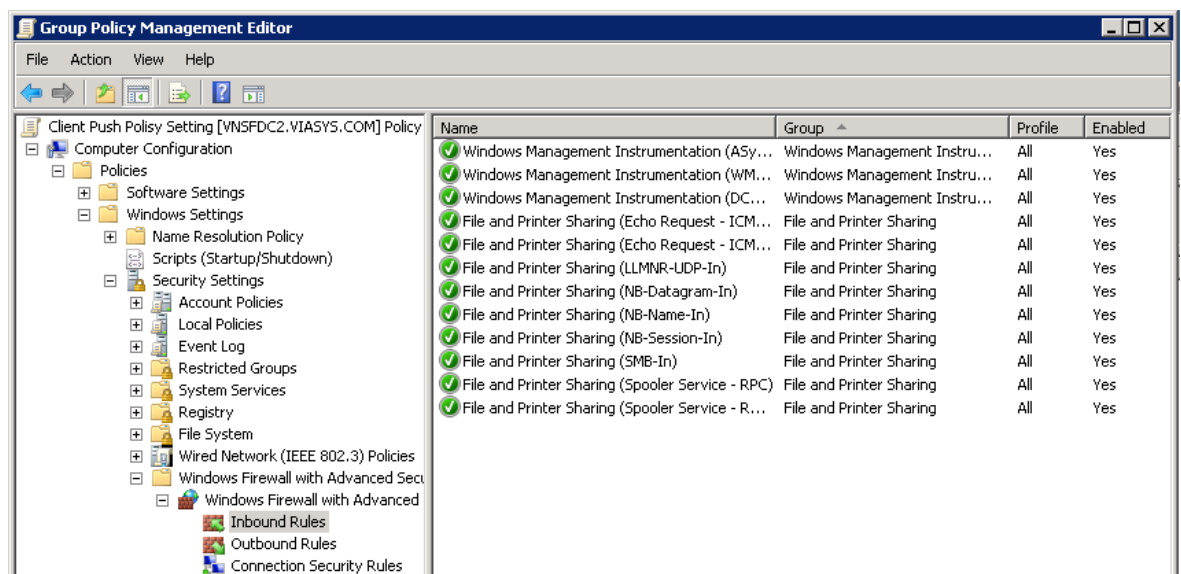 Group Policy Management Editor
File Action View Help
Client Push Polisy Setting [VNSFDC2.VIASYS.COM] Policy
Computer Configuration
Policies
Software Settings
Windows Settings
Name Resolution Policy
Scripts (Startup/Shutdown)
Security Settings
Account Policies
Local Policies
Event Log
Restricted Groups
System Services
Registry
File System
Wired Network (IEEE 802.3) Policies
Windows Firewall with Advanced Secu
Windows Firewall with Advanced
Inbound Rules
Outbound Rules
Connection Security Rules
Name Group Profile Enabled
Windows Management Instrumentation (ASy... Windows Management Instru... All Yes
Windows Management Instrumentation (WM... Windows Management Instru... All Yes
Windows Management Instrumentation (DC... Windows Management Instru... All Yes
File and Printer Sharing (Echo Request - ICM... File and Printer Sharing All Yes
File and Printer Sharing (Echo Request - ICM... File and Printer Sharing All Yes
File and Printer Sharing (LLMNR-UDP-In) File and Printer Sharing All Yes
File and Printer Sharing (NB-Datagram-In) File and Printer Sharing All Yes
File and Printer Sharing (NB-Name-In) File and Printer Sharing All Yes
File and Printer Sharing (NB-Session-In) File and Printer Sharing All Yes
File and Printer Sharing (SMB-In) File and Printer Sharing All Yes
File and Printer Sharing (Spooler Service - RPC) File and Printer Sharing All Yes
File and Printer Sharing (Spooler Service - R... File and Printer Sharing All Yes